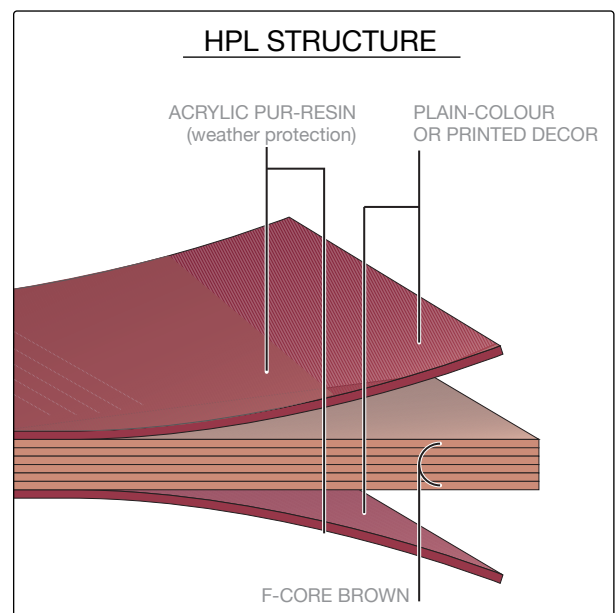 HPL STRUCTURE
ACRYLIC PUR-RESIN
(weather protection)
PLAIN-COLOUR
OR PRINTED DECOR
F-CORE BROWN